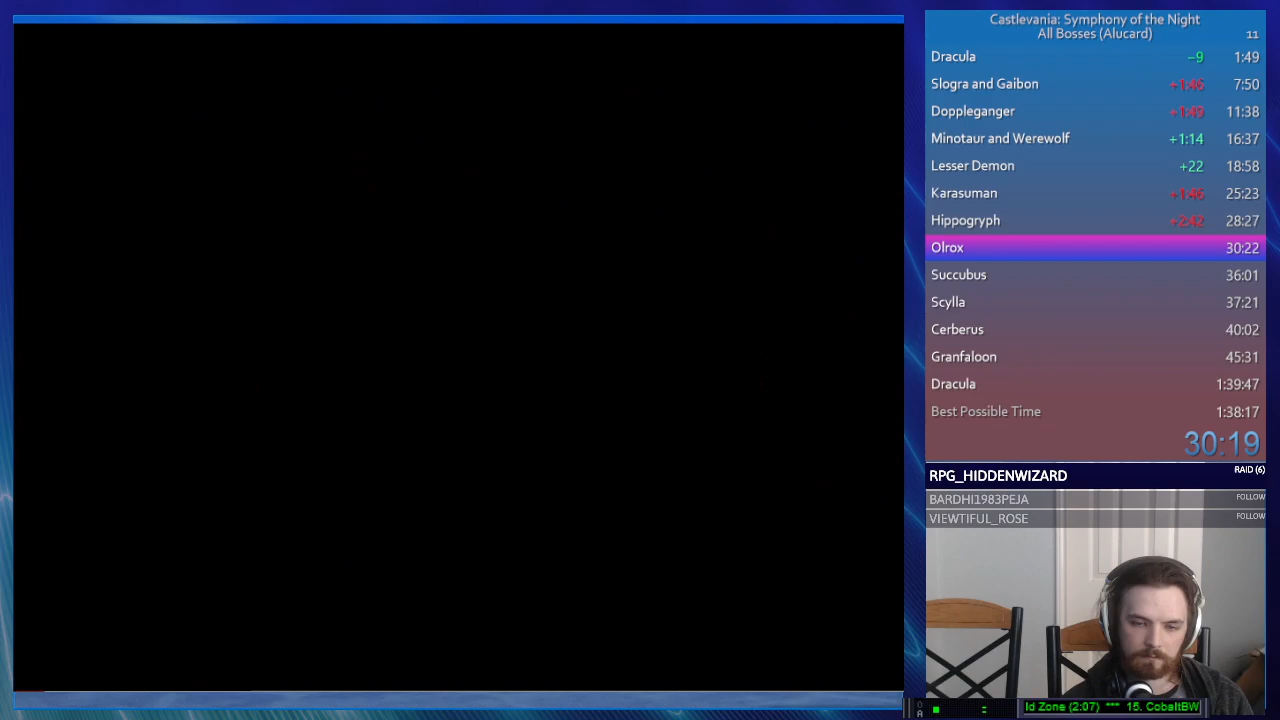 Castlevania: Symphony of the Night
All Bosses (Alucard) 11
Dracula −9 1:49
Slogra and Gaibon +1:46 7:50
Doppleganger +1:49 11:38
Minotaur and Werewolf +1:14 16:37
Lesser Demon +22 18:58
Karasuman +1:46 25:23
Hippogryph +2:42 28:27
Olrox 30:22
Succubus 36:01
Scylla 37:21
Cerberus 40:02
Granfaloon 45:31
Dracula 1:39:47
Best Possible Time 1:38:17
30:19
RPG_HIDDENWIZARD RAID (6)
BARDHI1983PEJA FOLLOW
VIEWTIFUL_ROSE FOLLOW
ld Zone (2:07) *** 15. CobaltBW